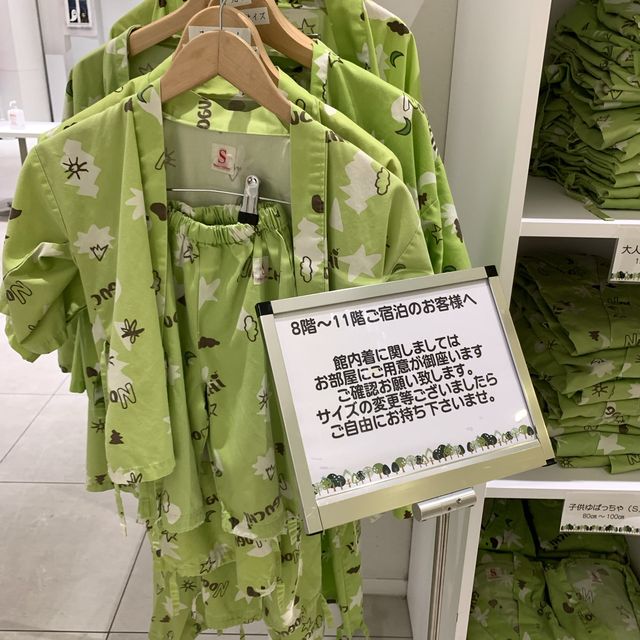 サイズ
S
8階～11階ご宿泊のお客様へ
館内着に関しましては
お部屋にご用意が御座います
ご確認お願い致します。
サイズの変更等ございましたら
ご自由にお持ち下さいませ。
大人
子供ゆぱっちゃ（S
80㎝～100㎝